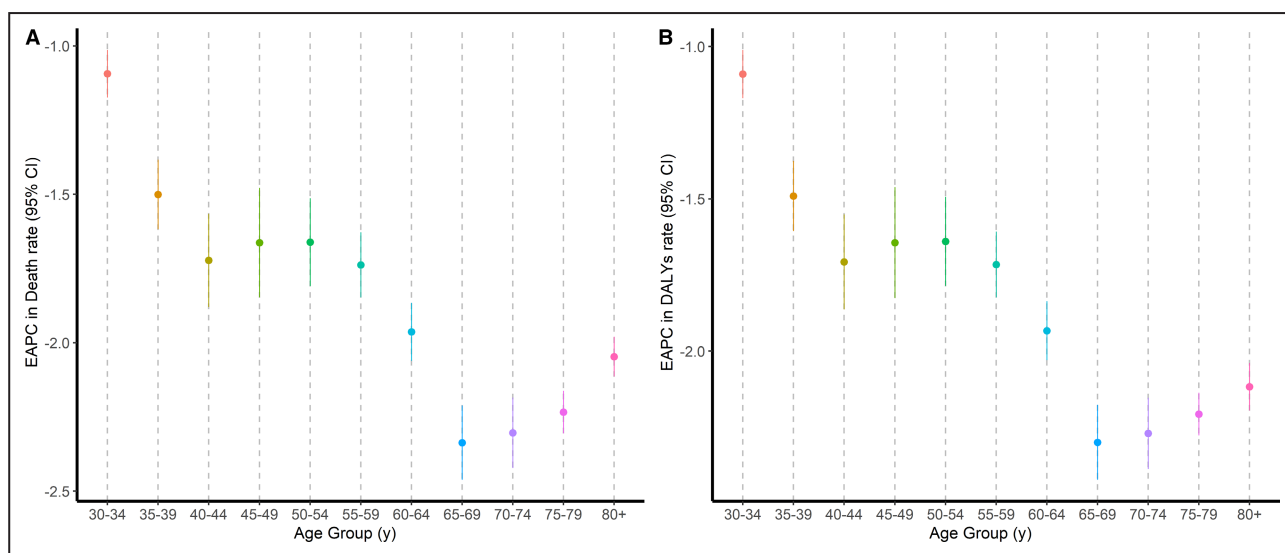 A
EAPC in Death rate (95% CI)
-1.0
-1.5
-2.0
-2.5
30-34 35-39 40-44 45-49 50-54 55-59 60-64 65-69 70-74 75-79 80+
Age Group (y)
B
EAPC in DALYs rate (95% CI)
-1.0
-1.5
-2.0
30-34 35-39 40-44 45-49 50-54 55-59 60-64 65-69 70-74 75-79 80+
Age Group (y)